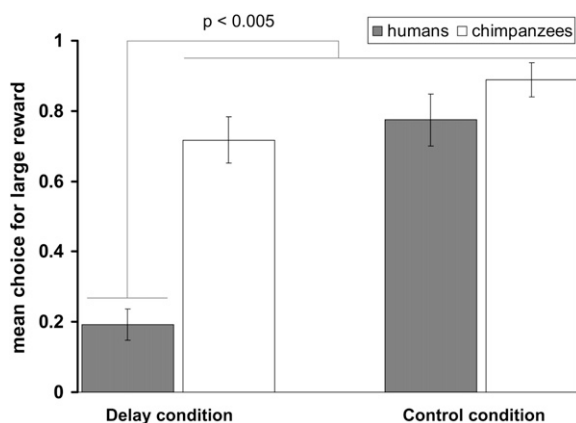 p < 0.005
humans chimpanzees
mean choice for large reward
1
0.8
0.6
0.4
0.2
0
Delay condition Control condition